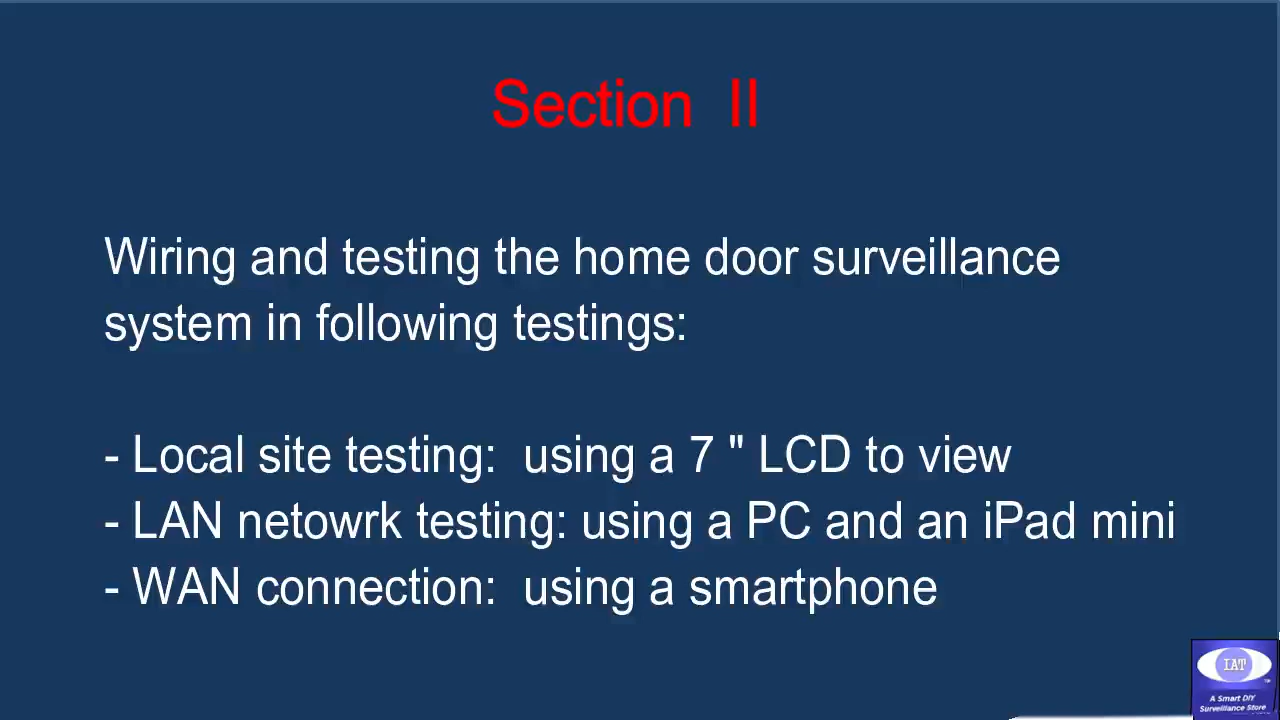 Section II
Wiring and testing the home door surveillance
system in following testings:
- Local site testing: using a 7 " LCD to view
- LAN netowrk testing: using a PC and an iPad mini
- WAN connection: using a smartphone
IAT
TM
A Smart DIY
Surveillance Store